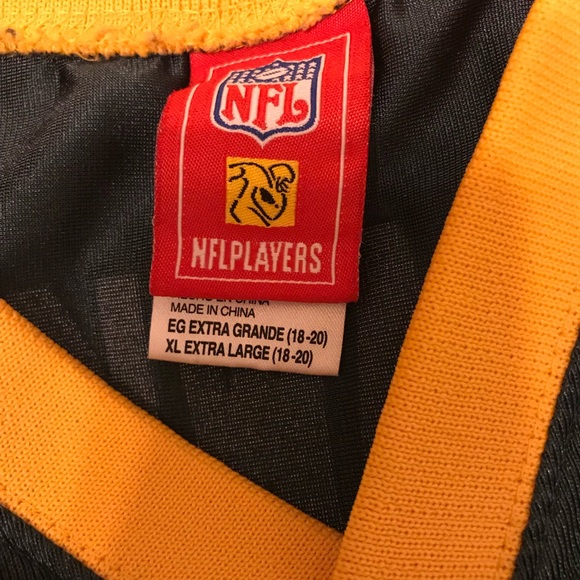 NFL
NFLPLAYERS
MADE IN CHINA
EG EXTRA GRANDE (18-20)
XL EXTRA LARGE (18-20)